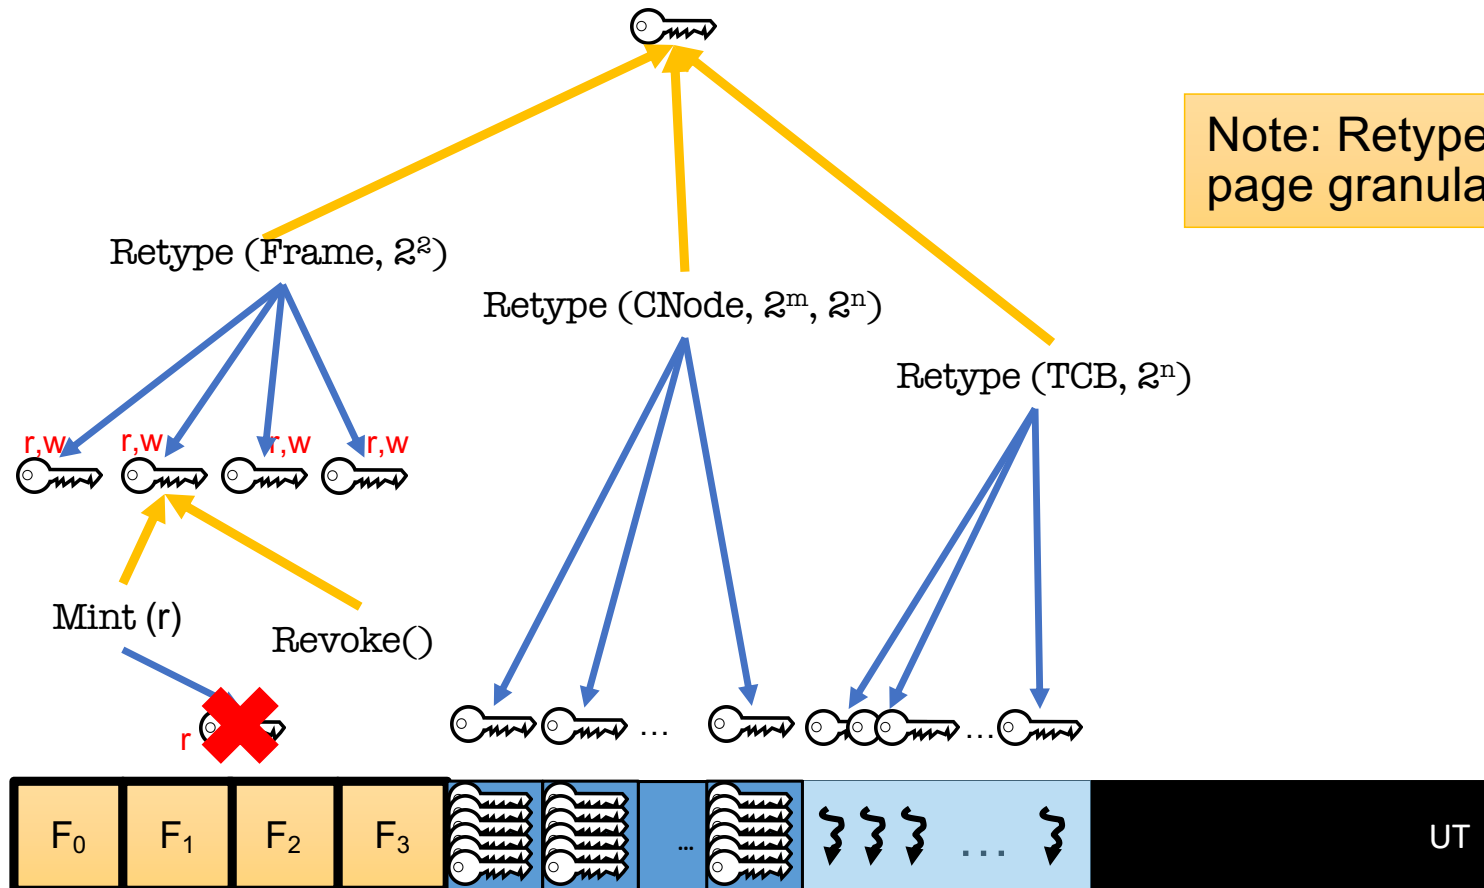 Note: Retype
page granula
Retype (Frame, 2²)
Retype (CNode, 2ᵐ, 2ⁿ)
Retype (TCB, 2ⁿ)
r,w r,w r,w r,w
Mint (r)
Revoke()
r
... ...
F₀ F₁ F₂ F₃ ... ... UT